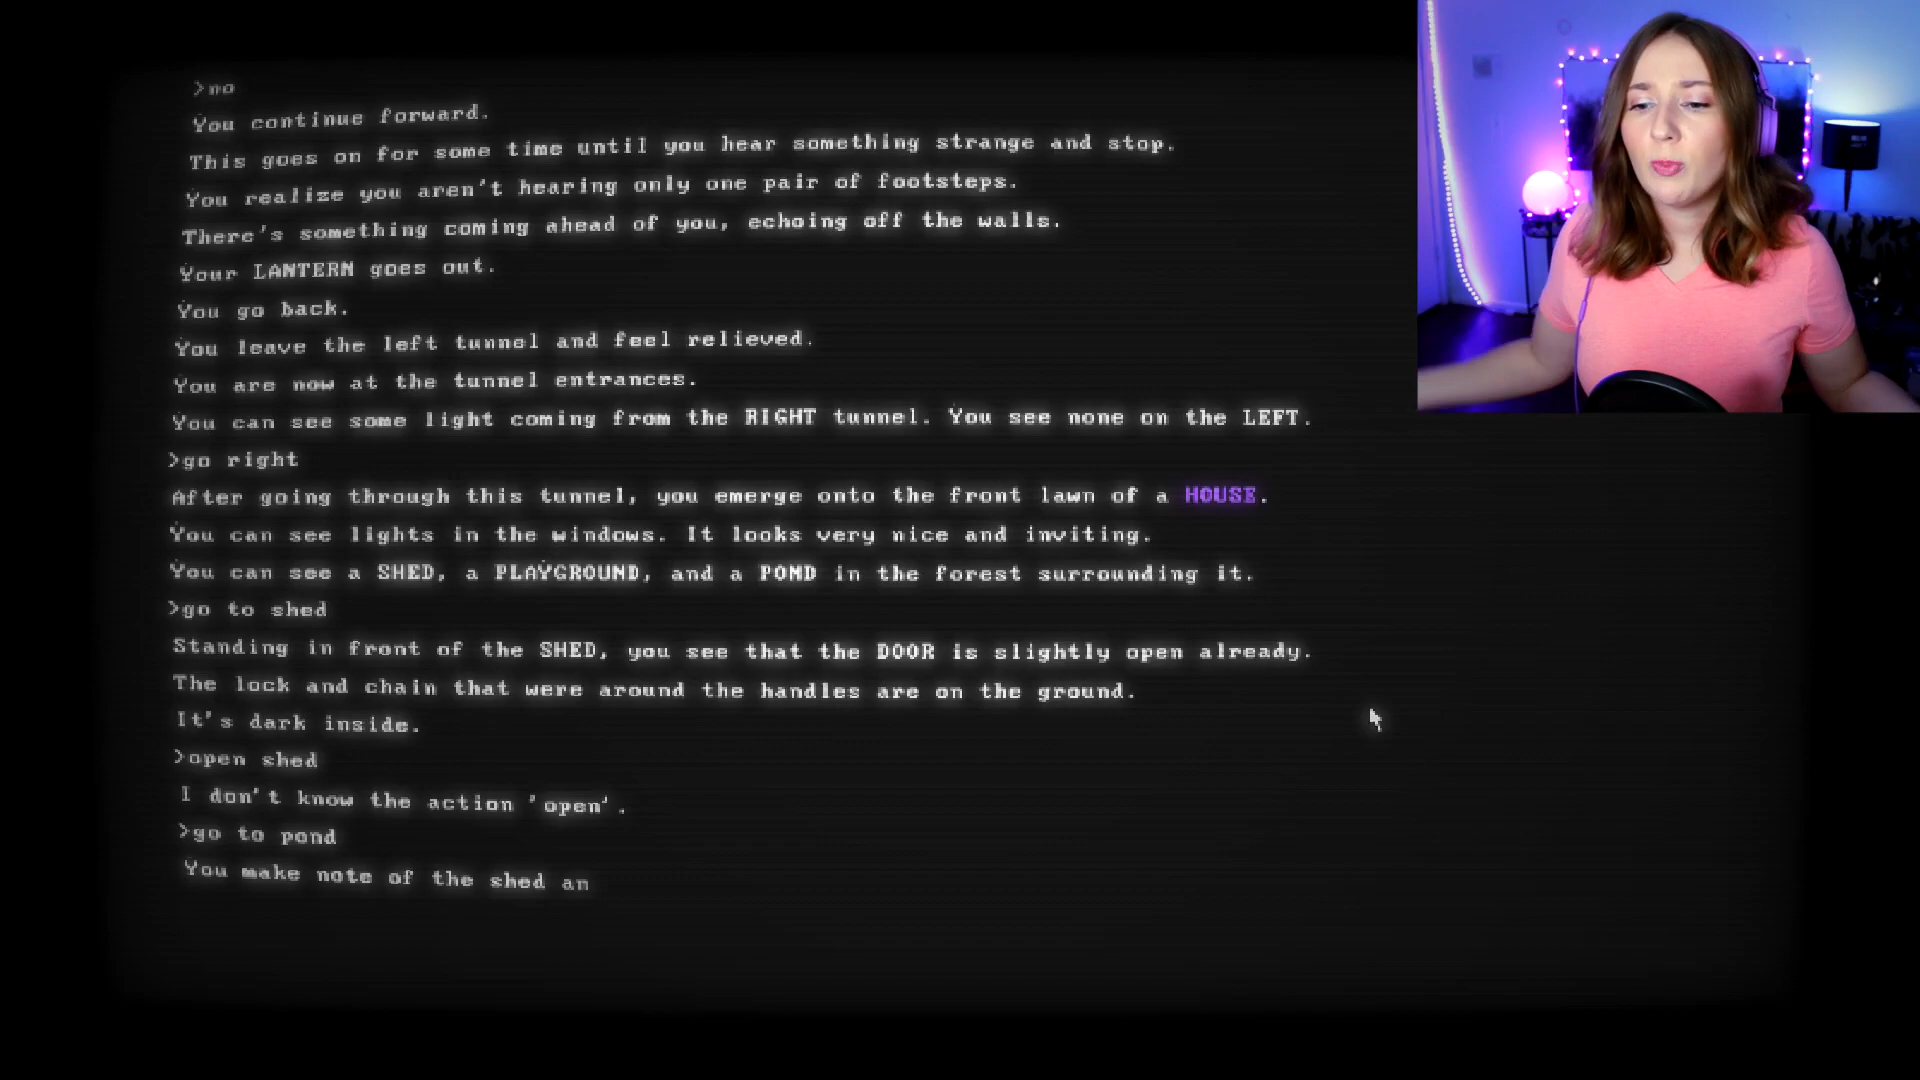 >no
You continue forward.
This goes on for some time until you hear something strange and stop.
You realize you aren't hearing only one pair of footsteps.
There's something coming ahead of you, echoing off the walls.
Your LANTERN goes out.
You go back.
You leave the left tunnel and feel relieved.
You are now at the tunnel entrances.
You can see some light coming from the RIGHT tunnel. You see none on the LEFT.
>go right
After going through this tunnel, you emerge onto the front lawn of a HOUSE.
You can see lights in the windows. It looks very nice and inviting.
You can see a SHED, a PLAYGROUND, and a POND in the forest surrounding it.
>go to shed
Standing in front of the SHED, you see that the DOOR is slightly open already.
The lock and chain that were around the handles are on the ground.
It's dark inside.
>open shed
I don't know the action 'open'.
>go to pond
You make note of the shed an